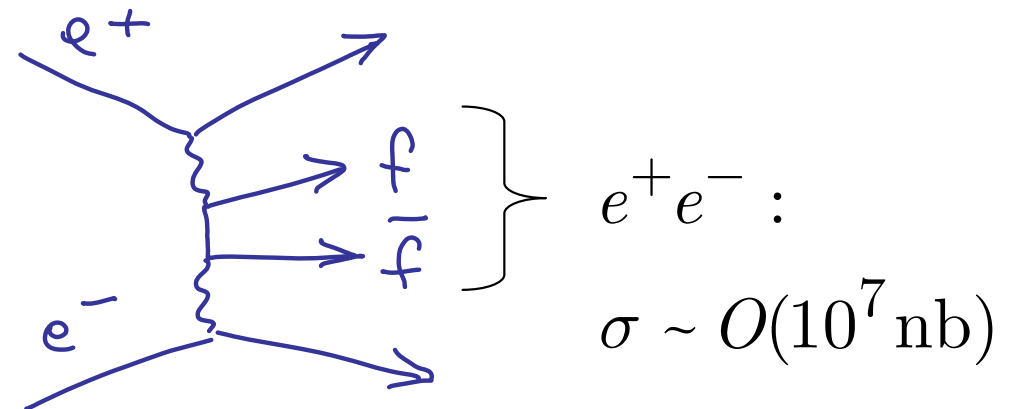 e⁺
f
f̅
e⁻
e⁺e⁻ :
σ ~ O(10⁷ nb)